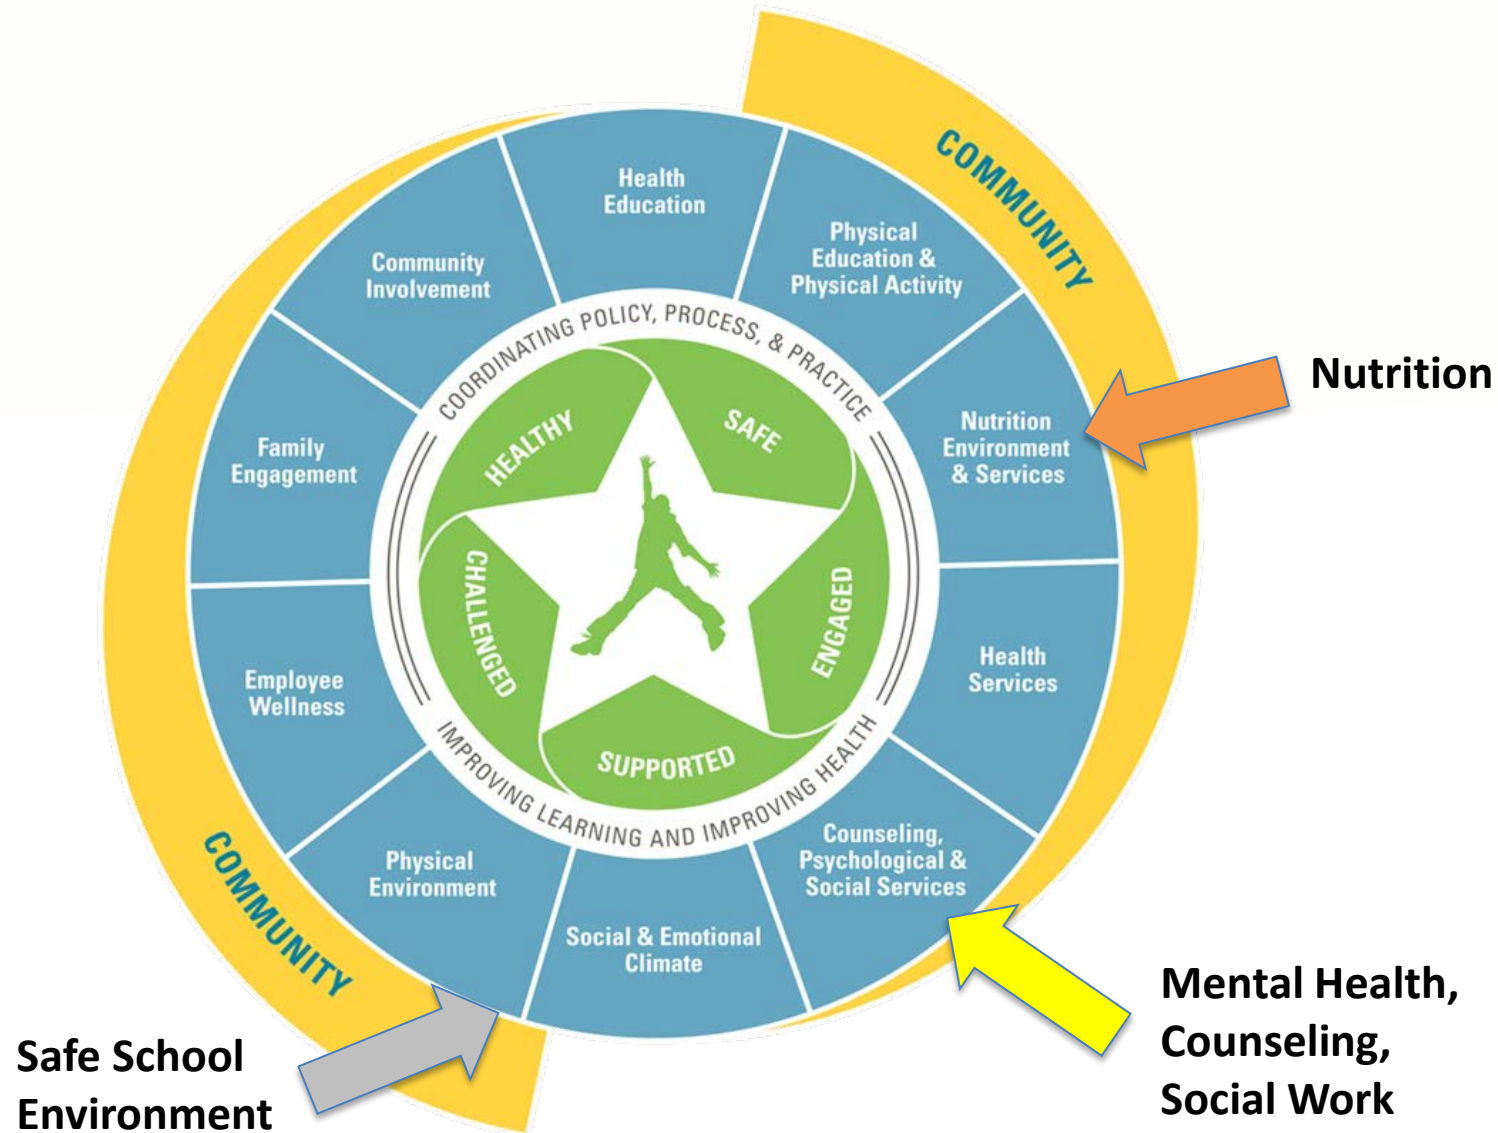 COMMUNITY
Health
Education
Physical
Education &
Physical Activity
Nutrition
Environment
& Services
Nutrition
Health
Services
Counseling,
Psychological &
Social Services
Mental Health,
Counseling,
Social Work
Social & Emotional
Climate
Physical
Environment
Safe School
Environment
COMMUNITY
Employee
Wellness
Family
Engagement
Community
Involvement
COORDINATING POLICY, PROCESS, & PRACTICE
IMPROVING LEARNING AND IMPROVING HEALTH
HEALTHY
SAFE
ENGAGED
SUPPORTED
CHALLENGED